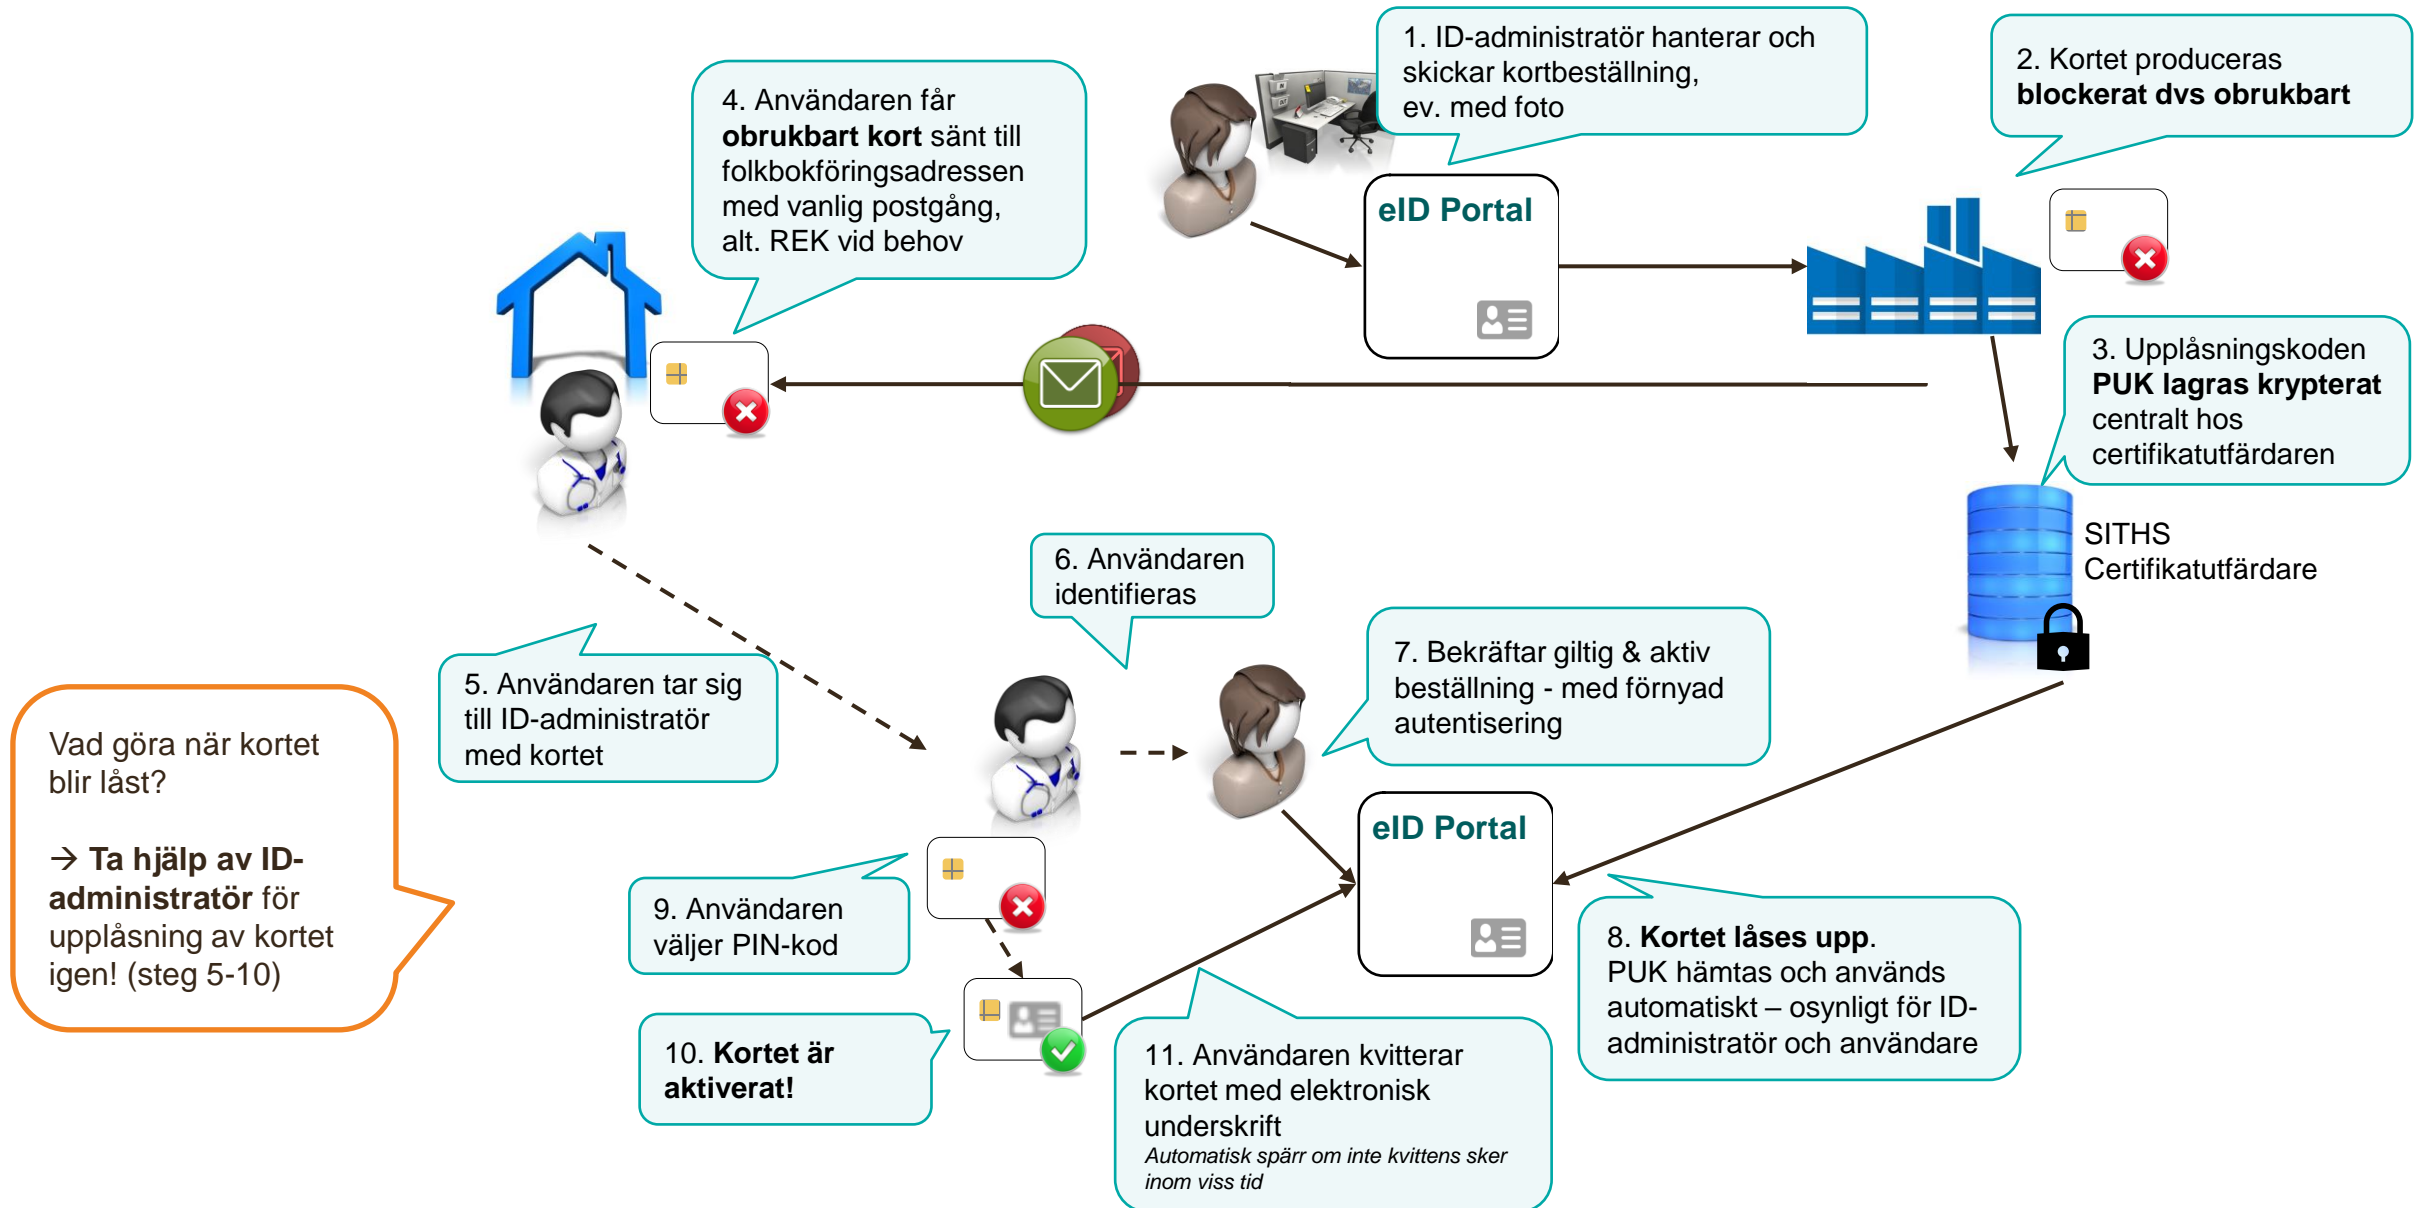 1. ID-administratör hanterar och
skickar kortbeställning,
ev. med foto
eID Portal
2. Kortet produceras
blockerat dvs obrukbart
3. Upplåsningskoden
PUK lagras krypterat
centralt hos
certifikatutfärdaren
SITHS
Certifikatutfärdare
4. Användaren får
obrukbart kort sänt till
folkbokföringsadressen
med vanlig postgång,
alt. REK vid behov
5. Användaren tar sig
till ID-administratör
med kortet
6. Användaren
identifieras
7. Bekräftar giltig & aktiv
beställning - med förnyad
autentisering
eID Portal
8. Kortet låses upp.
PUK hämtas och används
automatiskt – osynligt för ID-
administratör och användare
9. Användaren
väljer PIN-kod
10. Kortet är
aktiverat!
11. Användaren kvitterar
kortet med elektronisk
underskrift
Automatisk spärr om inte kvittens sker
inom viss tid
Vad göra när kortet
blir låst?
→ Ta hjälp av ID-
administratör för
upplåsning av kortet
igen! (steg 5-10)